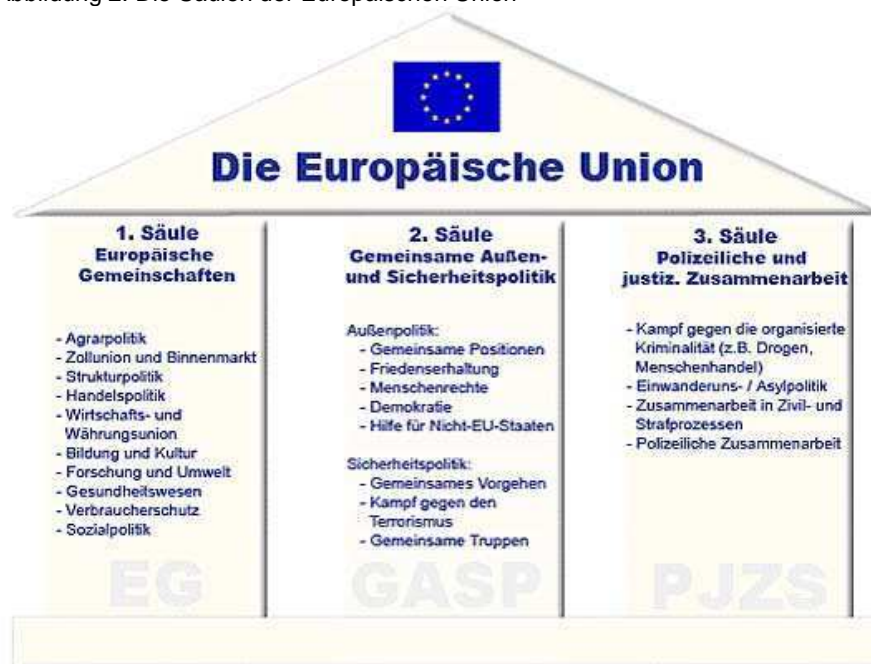 Abbildung 2: Die Säulen der Europäischen Union
Die Europäische Union
1. Säule
Europäische
Gemeinschaften
- Agrarpolitik
- Zollunion und Binnenmarkt
- Strukturpolitik
- Handelspolitik
- Wirtschafts- und
Währungsunion
- Bildung und Kultur
- Forschung und Umwelt
- Gesundheitswesen
- Verbraucherschutz
- Sozialpolitik
EG
2. Säule
Gemeinsame Außen-
und Sicherheitspolitik
Außenpolitik:
- Gemeinsame Positionen
- Friedenserhaltung
- Menschenrechte
- Demokratie
- Hilfe für Nicht-EU-Staaten
Sicherheitspolitik:
- Gemeinsames Vorgehen
- Kampf gegen den
Terrorismus
- Gemeinsame Truppen
GASP
3. Säule
Polizeiliche und
justiz. Zusammenarbeit
- Kampf gegen die organisierte
Kriminalität (z.B. Drogen,
Menschenhandel)
- Einwanderuns- / Asylpolitik
- Zusammenarbeit in Zivil- und
Strafprozessen
- Polizeiliche Zusammenarbeit
PJZS